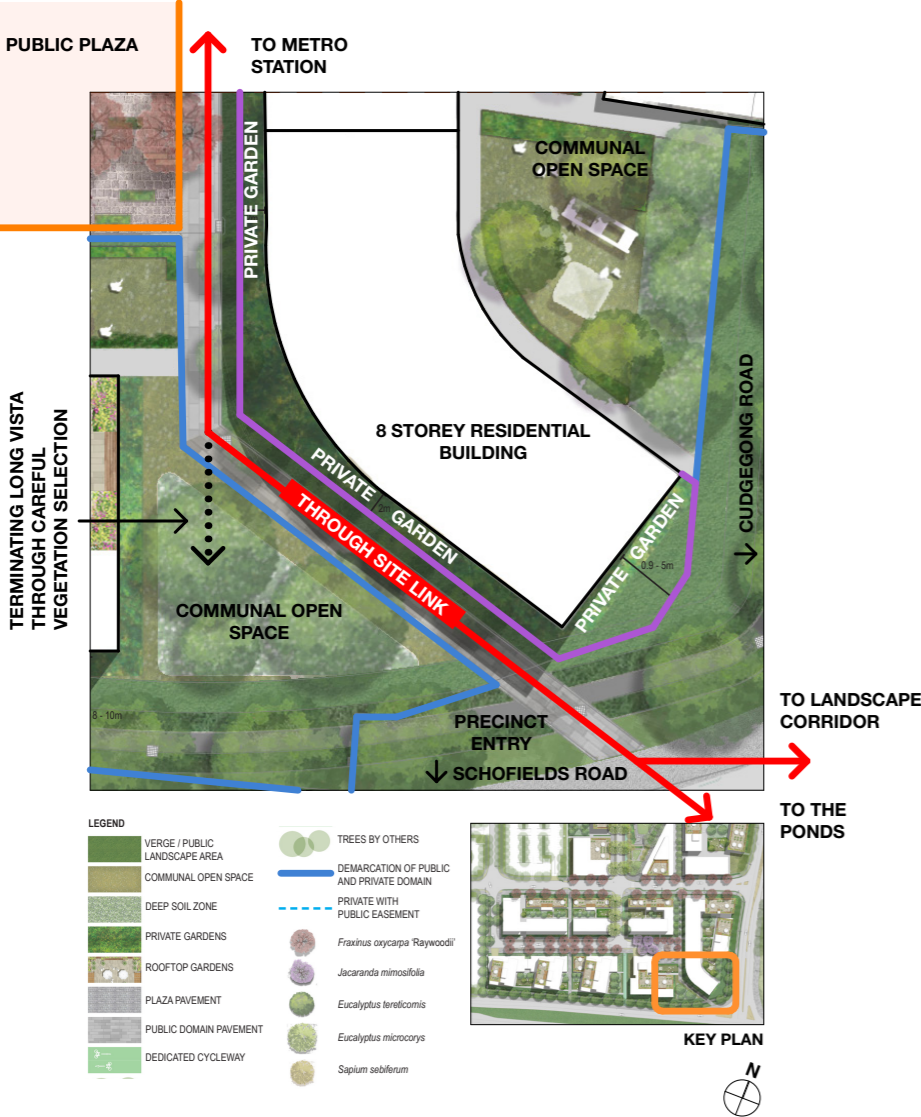 PUBLIC PLAZA
TO METRO
STATION
PRIVATE GARDEN
COMMUNAL
OPEN SPACE
8 STOREY RESIDENTIAL
BUILDING
CUDGEGONG ROAD
TERMINATING LONG VISTA
THROUGH CAREFUL
VEGETATION SELECTION
PRIVATE GARDEN
2m
THROUGH SITE LINK
PRIVATE GARDEN
0.9 - 5m
COMMUNAL OPEN
SPACE
8 - 10m
PRECINCT
ENTRY
SCHOFIELDS ROAD
TO LANDSCAPE
CORRIDOR
TO THE
PONDS
LEGEND
VERGE / PUBLIC
LANDSCAPE AREA
COMMUNAL OPEN SPACE
DEEP SOIL ZONE
PRIVATE GARDENS
ROOFTOP GARDENS
PLAZA PAVEMENT
PUBLIC DOMAIN PAVEMENT
DEDICATED CYCLEWAY
TREES BY OTHERS
DEMARCATION OF PUBLIC
AND PRIVATE DOMAIN
PRIVATE WITH
PUBLIC EASEMENT
Fraxinus oxycarpa 'Raywoodii'
Jacaranda mimosifolia
Eucalyptus tereticornis
Eucalyptus microcorys
Sapium sebiferum
KEY PLAN
N